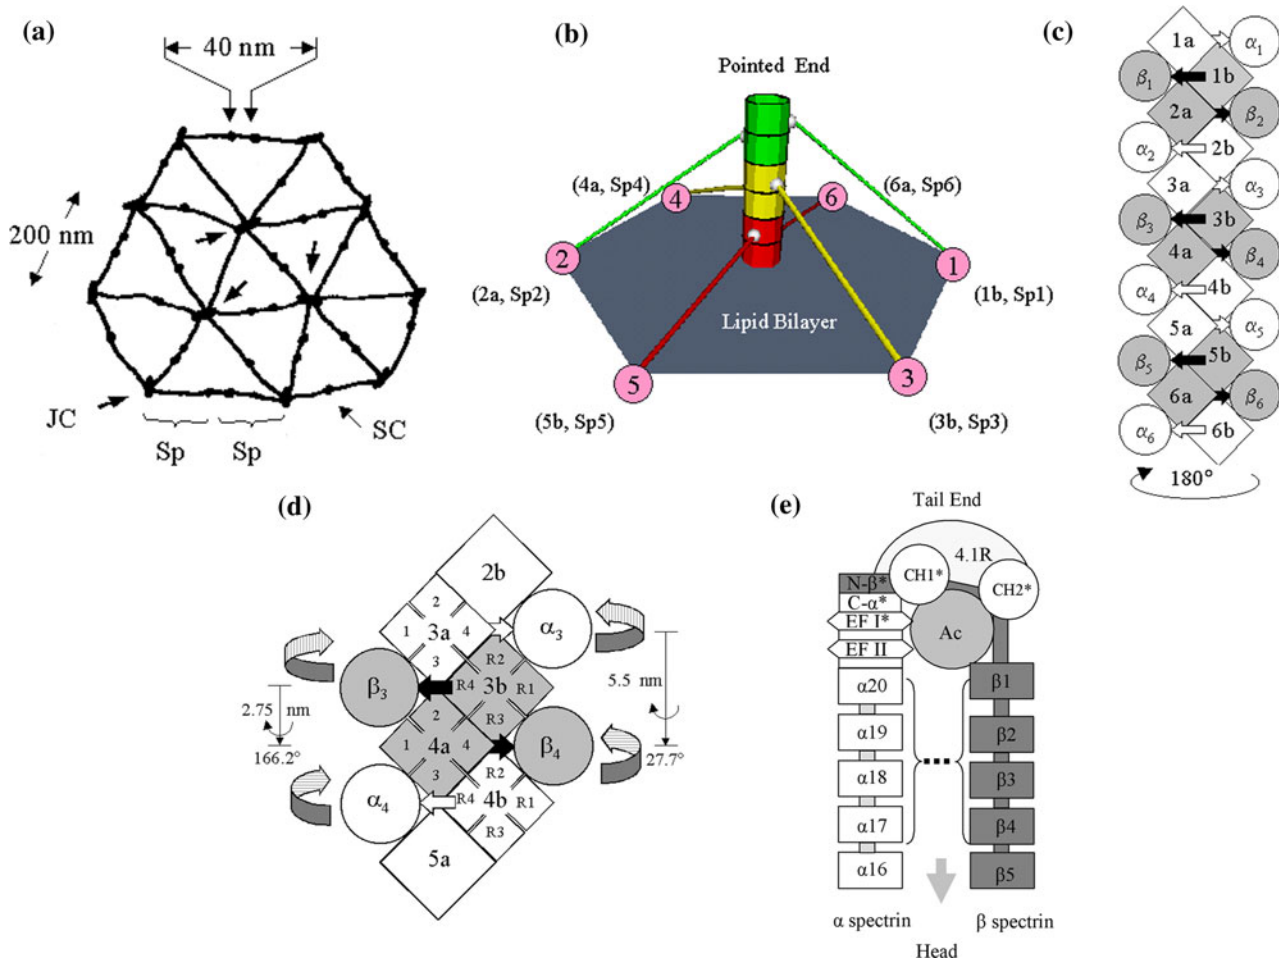 (a)
40 nm
200 nm
JC
Sp
Sp
SC
(b)
Pointed End
(4a, Sp4)
(6a, Sp6)
4
6
2
1
(2a, Sp2)
(1b, Sp1)
Lipid Bilayer
5
3
(5b, Sp5)
(3b, Sp3)
(c)
1a
α1
β1
1b
2a
β2
α2
2b
3a
α3
β3
3b
4a
β4
α4
4b
5a
α5
β5
5b
6a
β6
α6
6b
180°
(d)
2b
2
1
3a
4
α3
3
R2
β3
R4
3b
R1
5.5 nm
2.75 nm
2
R3
1
4a
4
β4
166.2°
27.7°
3
R2
α4
R4
4b
R1
R3
5a
(e)
Tail End
4.1R
N-β*
CH1*
CH2*
C-α*
EF I*
Ac
EF II
α20
β1
α19
β2
α18
β3
α17
β4
α16
β5
α spectrin
β spectrin
Head